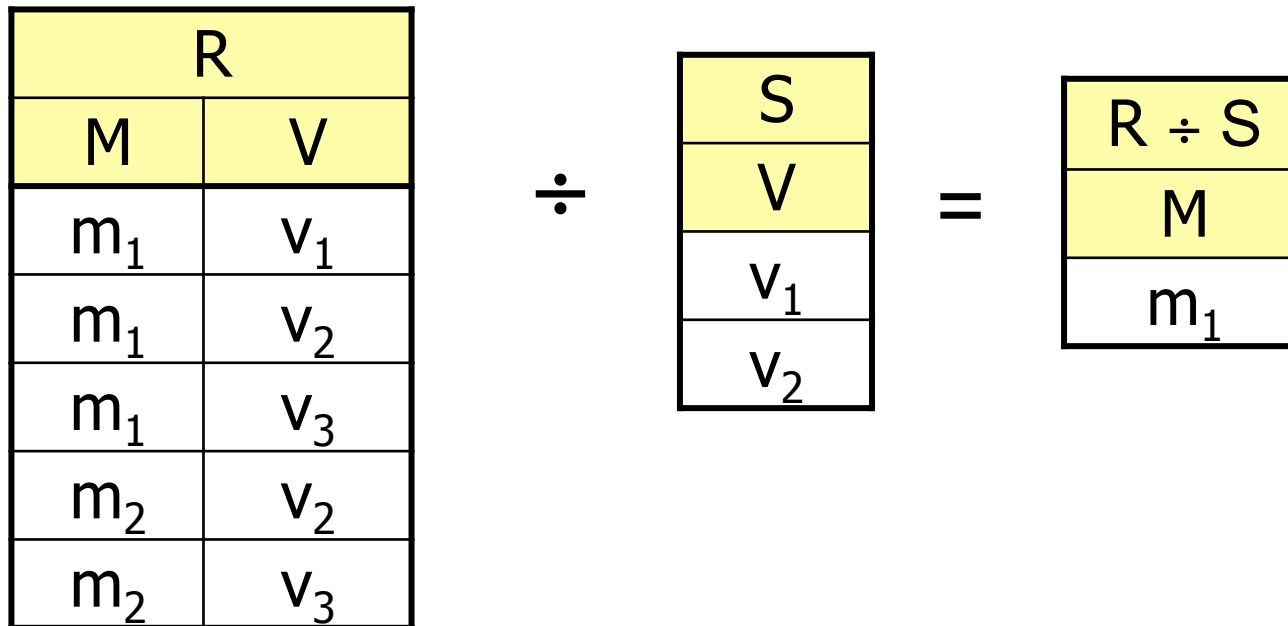 R
M V
m₁ v₁
m₁ v₂
m₁ v₃
m₂ v₂
m₂ v₃
÷
S
V
v₁
v₂
=
R ÷ S
M
m₁